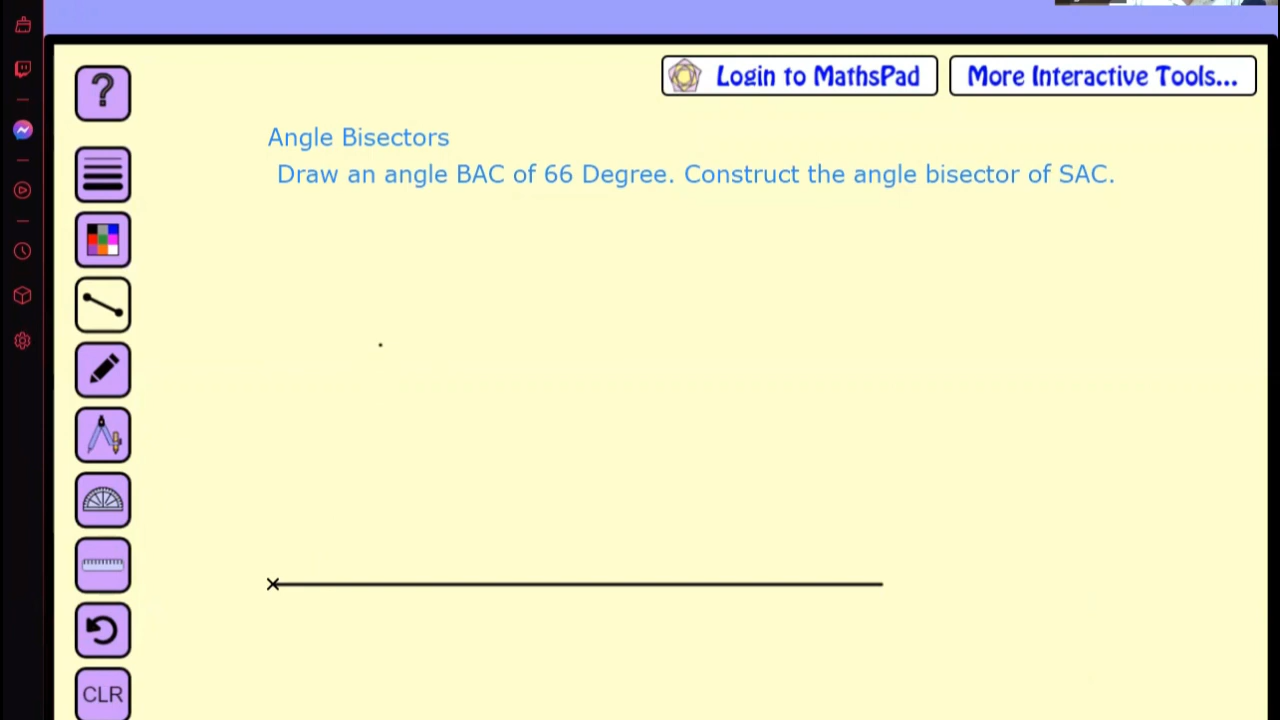 Login to MathsPad
More Interactive Tools...
Angle Bisectors
Draw an angle BAC of 66 Degree. Construct the angle bisector of SAC.
?
CLR